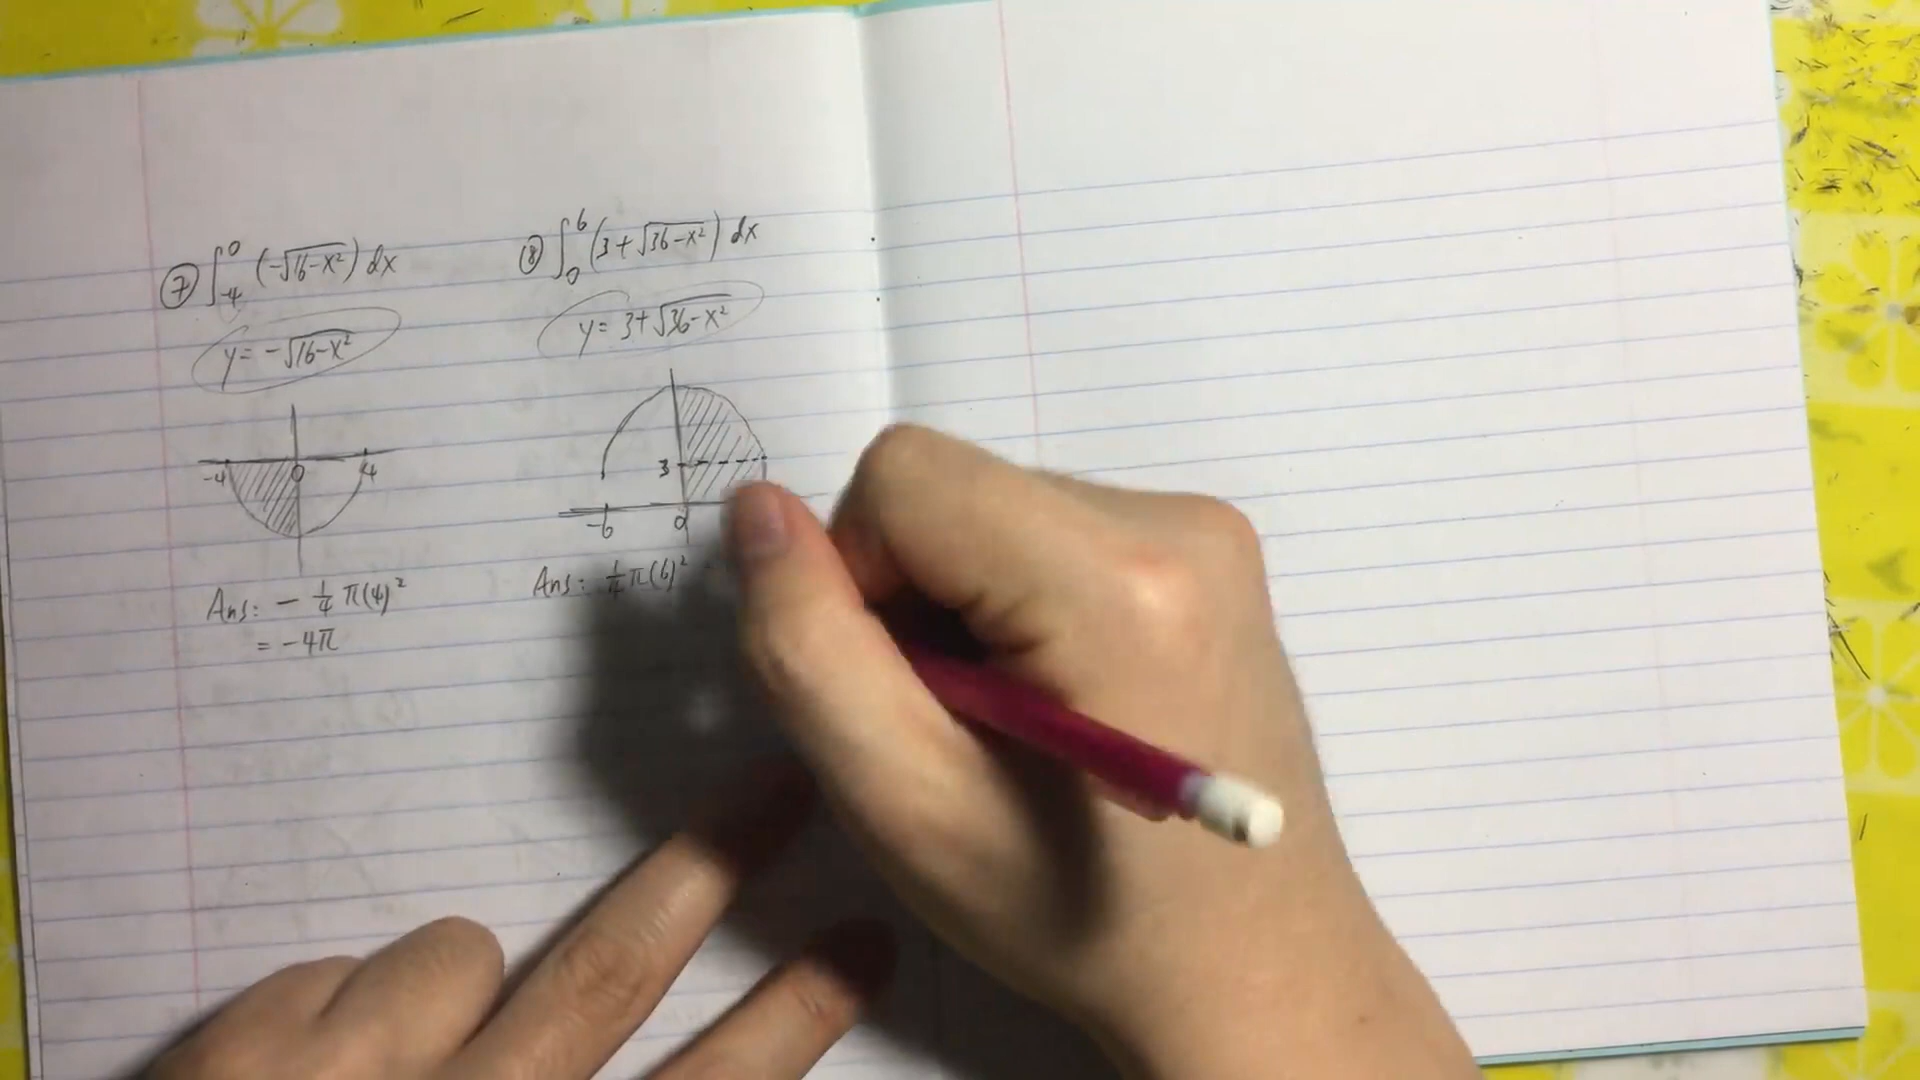 ⑦ ∫₋₄⁰ (-√(16-x²)) dx
y = -√(16-x²)
-4 0 4
Ans: - 1/4 π(4)²
= -4π
⑧ ∫₀⁶ (3+√(36-x²)) dx
y = 3+√(36-x²)
3
-6 0
Ans: 1/4 π(6)²